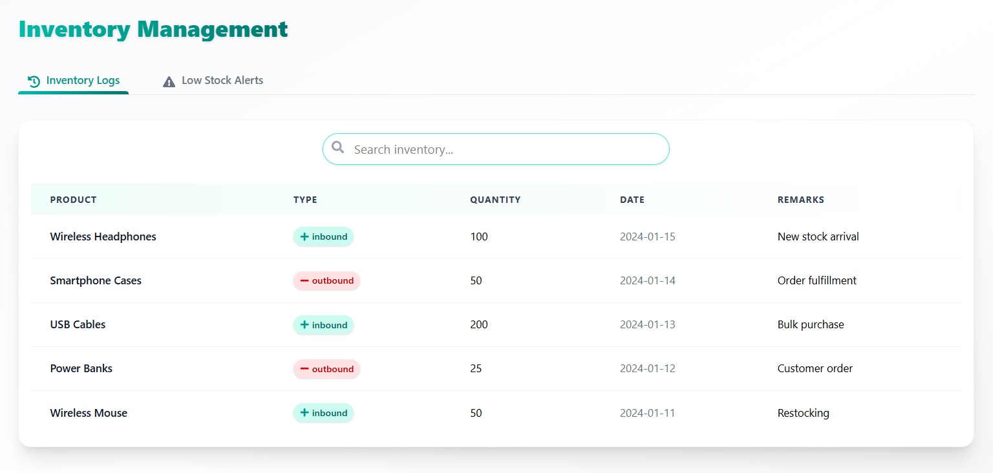 Inventory Management
Inventory Logs Low Stock Alerts
Search inventory...
PRODUCT TYPE QUANTITY DATE REMARKS
Wireless Headphones + inbound 100 2024-01-15 New stock arrival
Smartphone Cases − outbound 50 2024-01-14 Order fulfillment
USB Cables + inbound 200 2024-01-13 Bulk purchase
Power Banks − outbound 25 2024-01-12 Customer order
Wireless Mouse + inbound 50 2024-01-11 Restocking